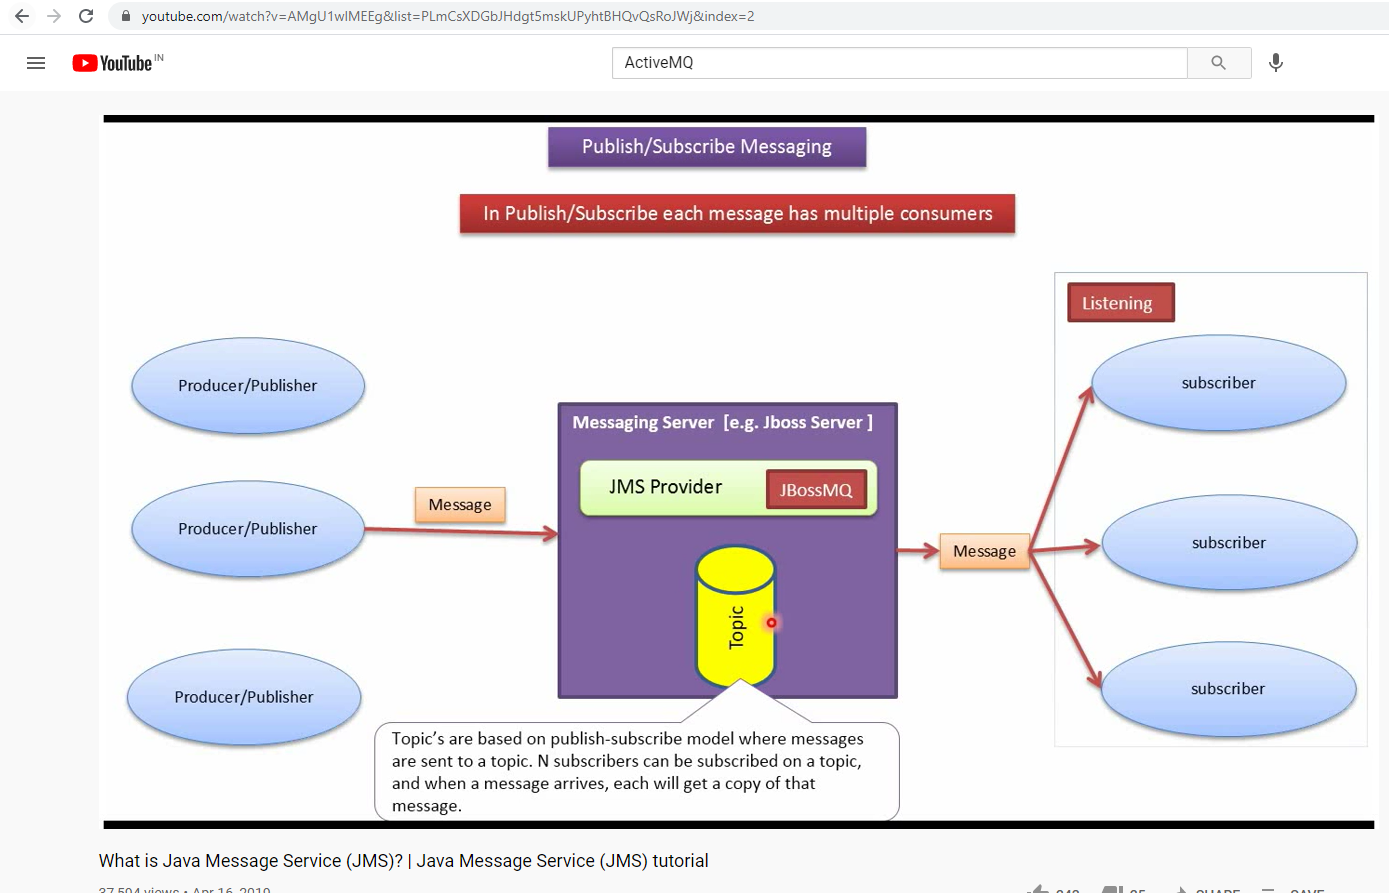 youtube.com/watch?v=AMgU1wIMEEg&list=PLmCsXDGbJHdgt5mskUPyhtBHQvQsRoJWj&index=2
YouTube IN
ActiveMQ
Publish/Subscribe Messaging
In Publish/Subscribe each message has multiple consumers
Listening
Producer/Publisher
subscriber
Messaging Server [e.g. Jboss Server ]
JMS Provider
JBossMQ
Producer/Publisher
Message
Message
subscriber
Topic
Producer/Publisher
subscriber
Topic's are based on publish-subscribe model where messages
are sent to a topic. N subscribers can be subscribed on a topic,
and when a message arrives, each will get a copy of that
message.
What is Java Message Service (JMS)? | Java Message Service (JMS) tutorial
SHARE
SAVE